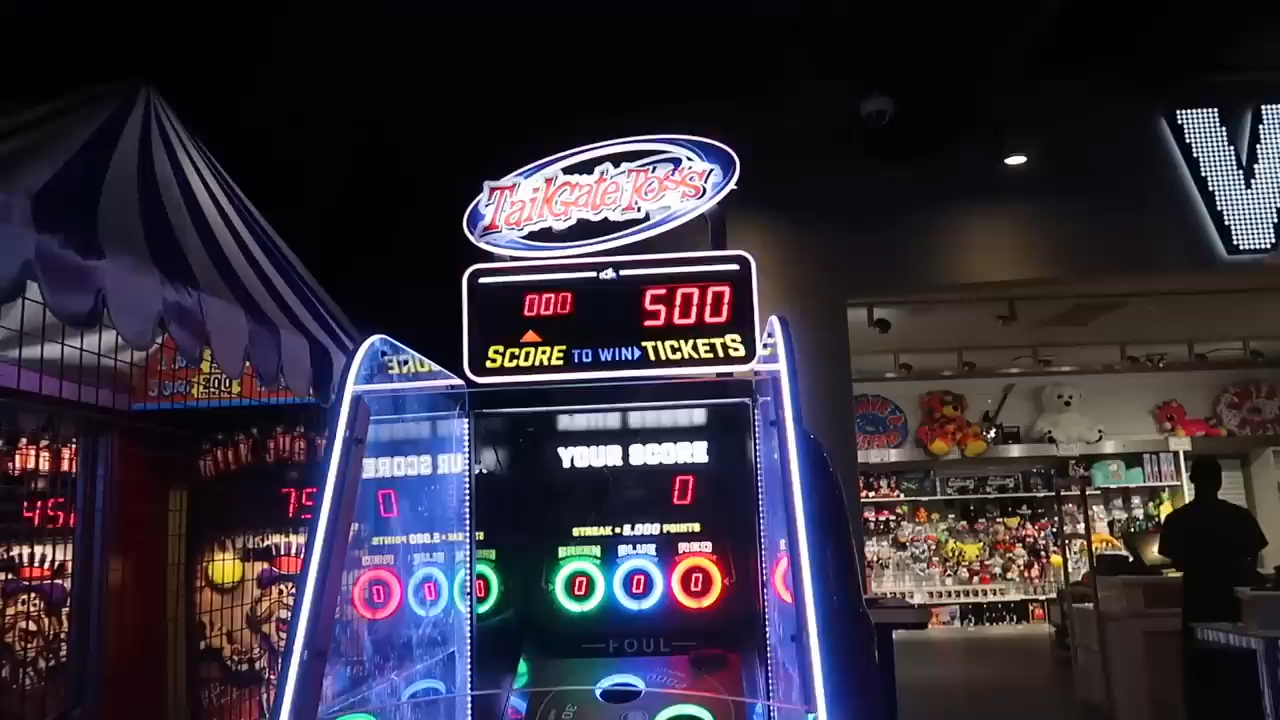 TailGate Toss
000 500
SCORE TO WIN TICKETS
YOUR SCORE
0
STREAK = 5,000 POINTS
GREEN BLUE RED
0 0 0
FOUL
W
75
451